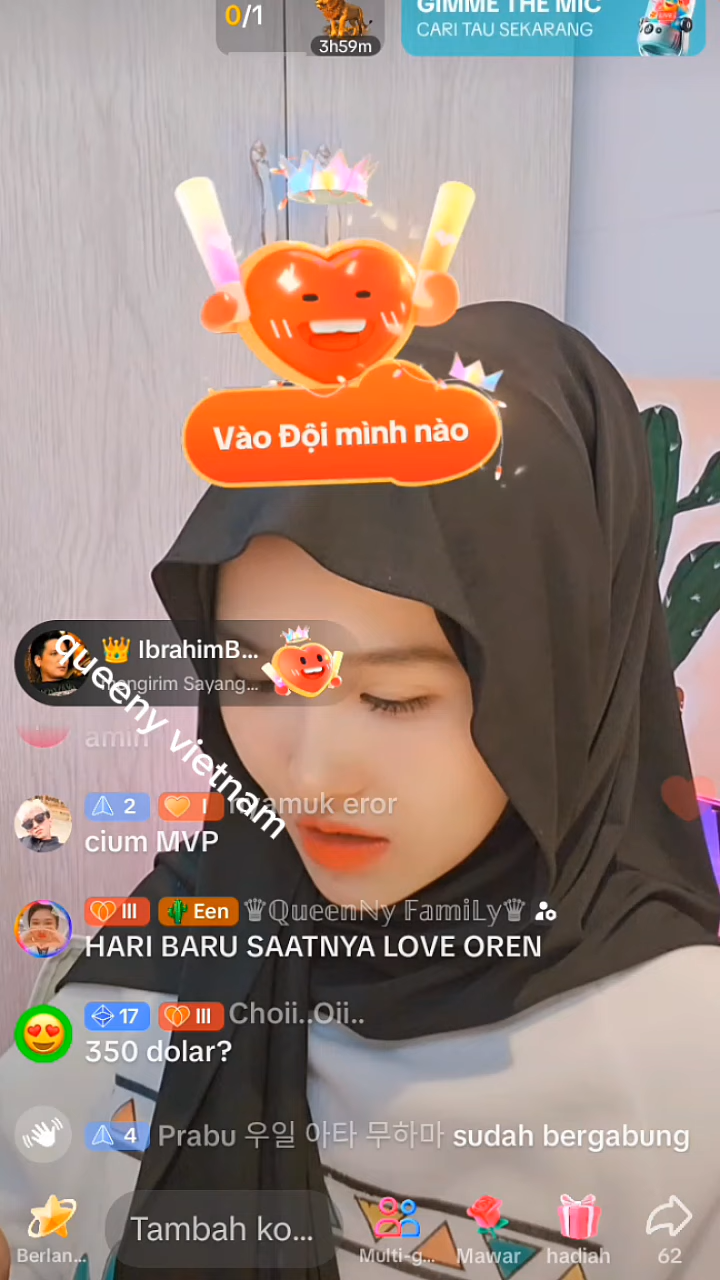 0/1
3h59m
GIMME THE MIC
CARI TAU SEKARANG
Vào Đội mình nào
IbrahimB...
mengirim Sayang...
queeny vietnam
amin
2 I nyamuk eror
cium MVP
III Een ♕QueenNy FamiLy♕
HARI BARU SAATNYA LOVE OREN
17 III Choii..Oii..
350 dolar?
4 Prabu 우일 아타 무하마 sudah bergabung
Berlan...
Tambah ko...
Multi-g...
Mawar
hadiah
62